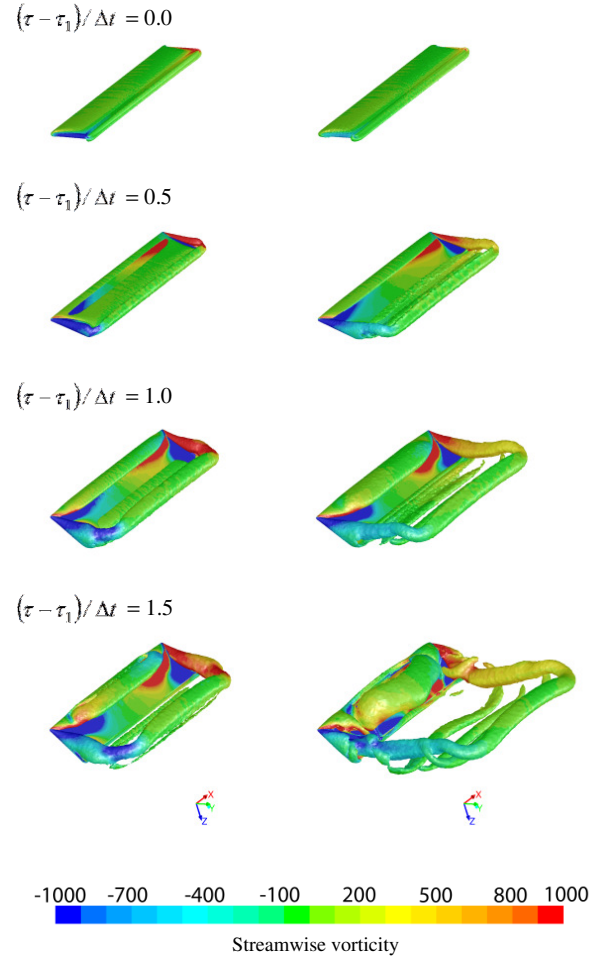 (τ − τ₁)/Δt = 0.0
(τ − τ₁)/Δt = 0.5
(τ − τ₁)/Δt = 1.0
(τ − τ₁)/Δt = 1.5
X Y Z X Y Z
-1000 -700 -400 -100 200 500 800 1000
Streamwise vorticity